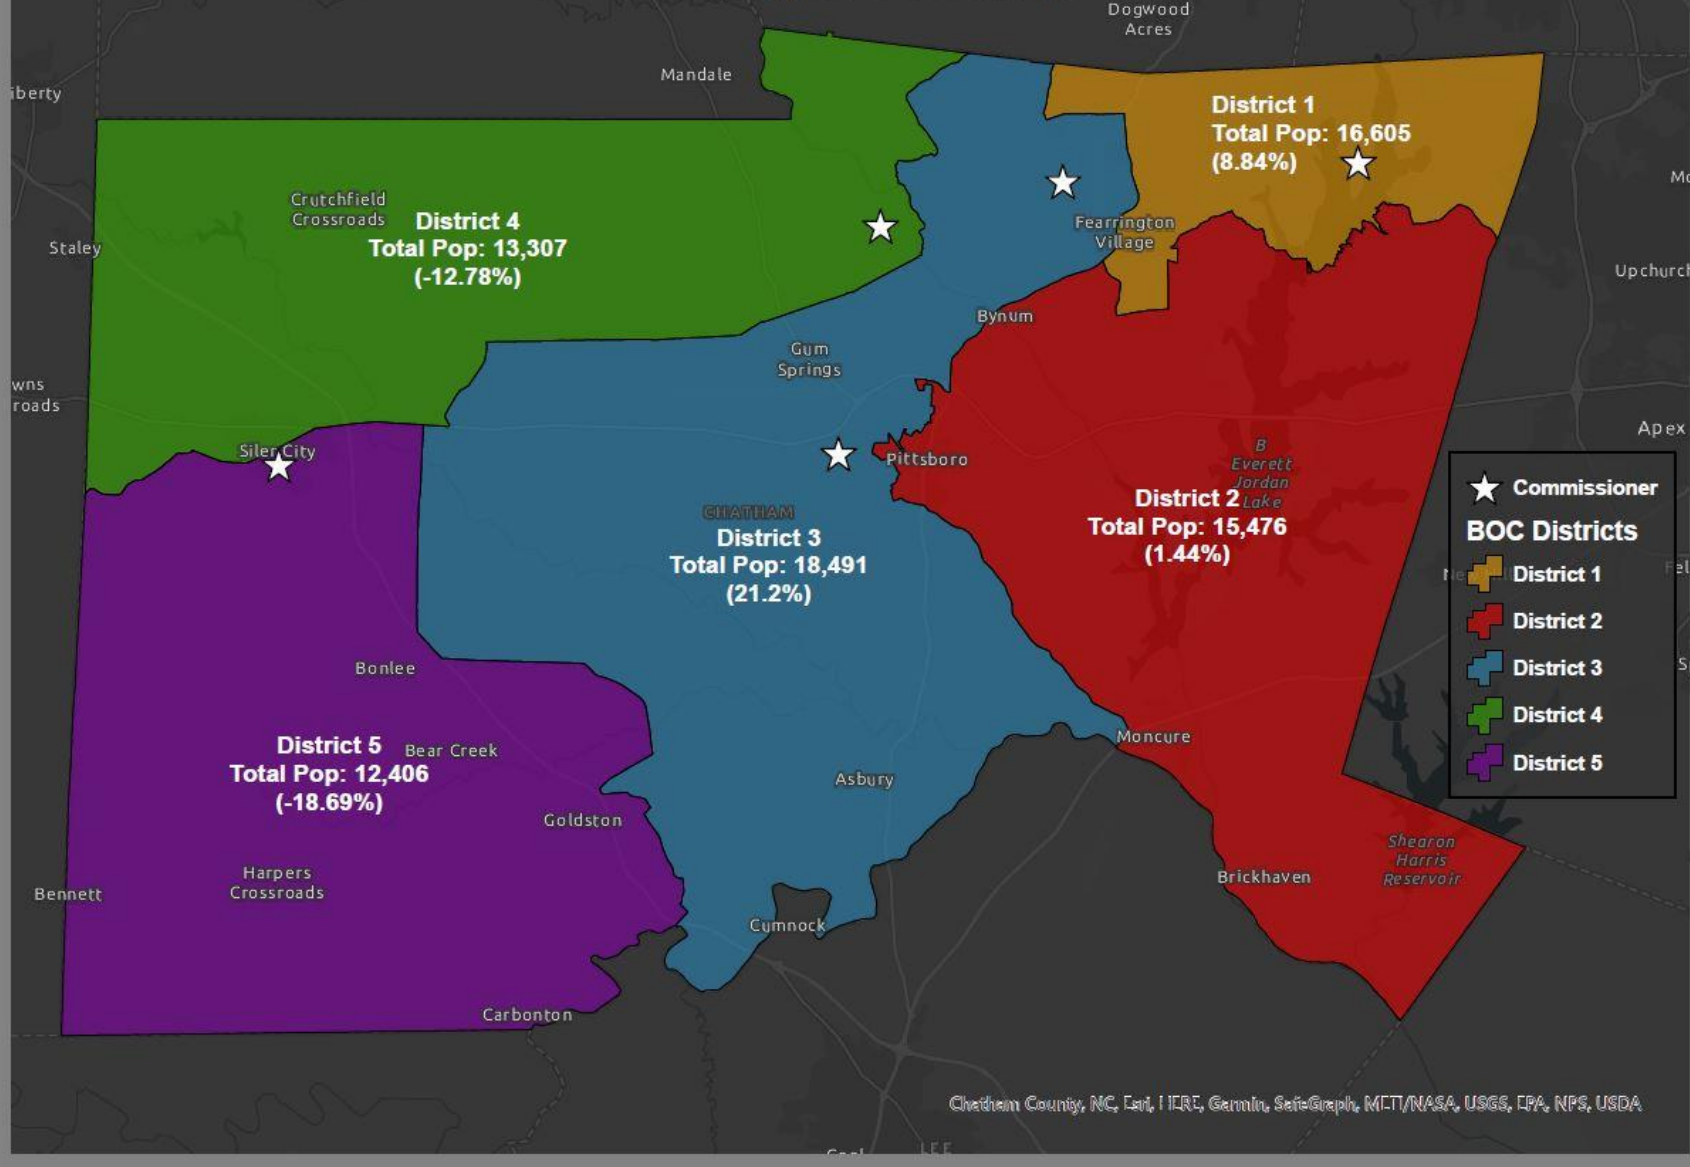 Dogwood
Acres
Mandale
iberty
District 1
Total Pop: 16,605
(8.84%)
Crutchfield
Crossroads
District 4
Total Pop: 13,307
(-12.78%)
Staley
Fearrington
Village
Upchurch
Bynum
Gum
Springs
wns
roads
Apex
Siler City
Pittsboro
B
Everett
Jordan
Lake
District 2
Total Pop: 15,476
(1.44%)
CHATHAM
District 3
Total Pop: 18,491
(21.2%)
Commissioner
BOC Districts
District 1
District 2
District 3
District 4
District 5
Bonlee
Moncure
District 5
Total Pop: 12,406
(-18.69%)
Bear Creek
Asbury
Goldston
Shearon
Harris
Reservoir
Harpers
Crossroads
Bennett
Brickhaven
Cumnock
Carbonton
Chatham County, NC, Esri, HERE, Garmin, SafeGraph, METI/NASA, USGS, EPA, NPS, USDA
LEE